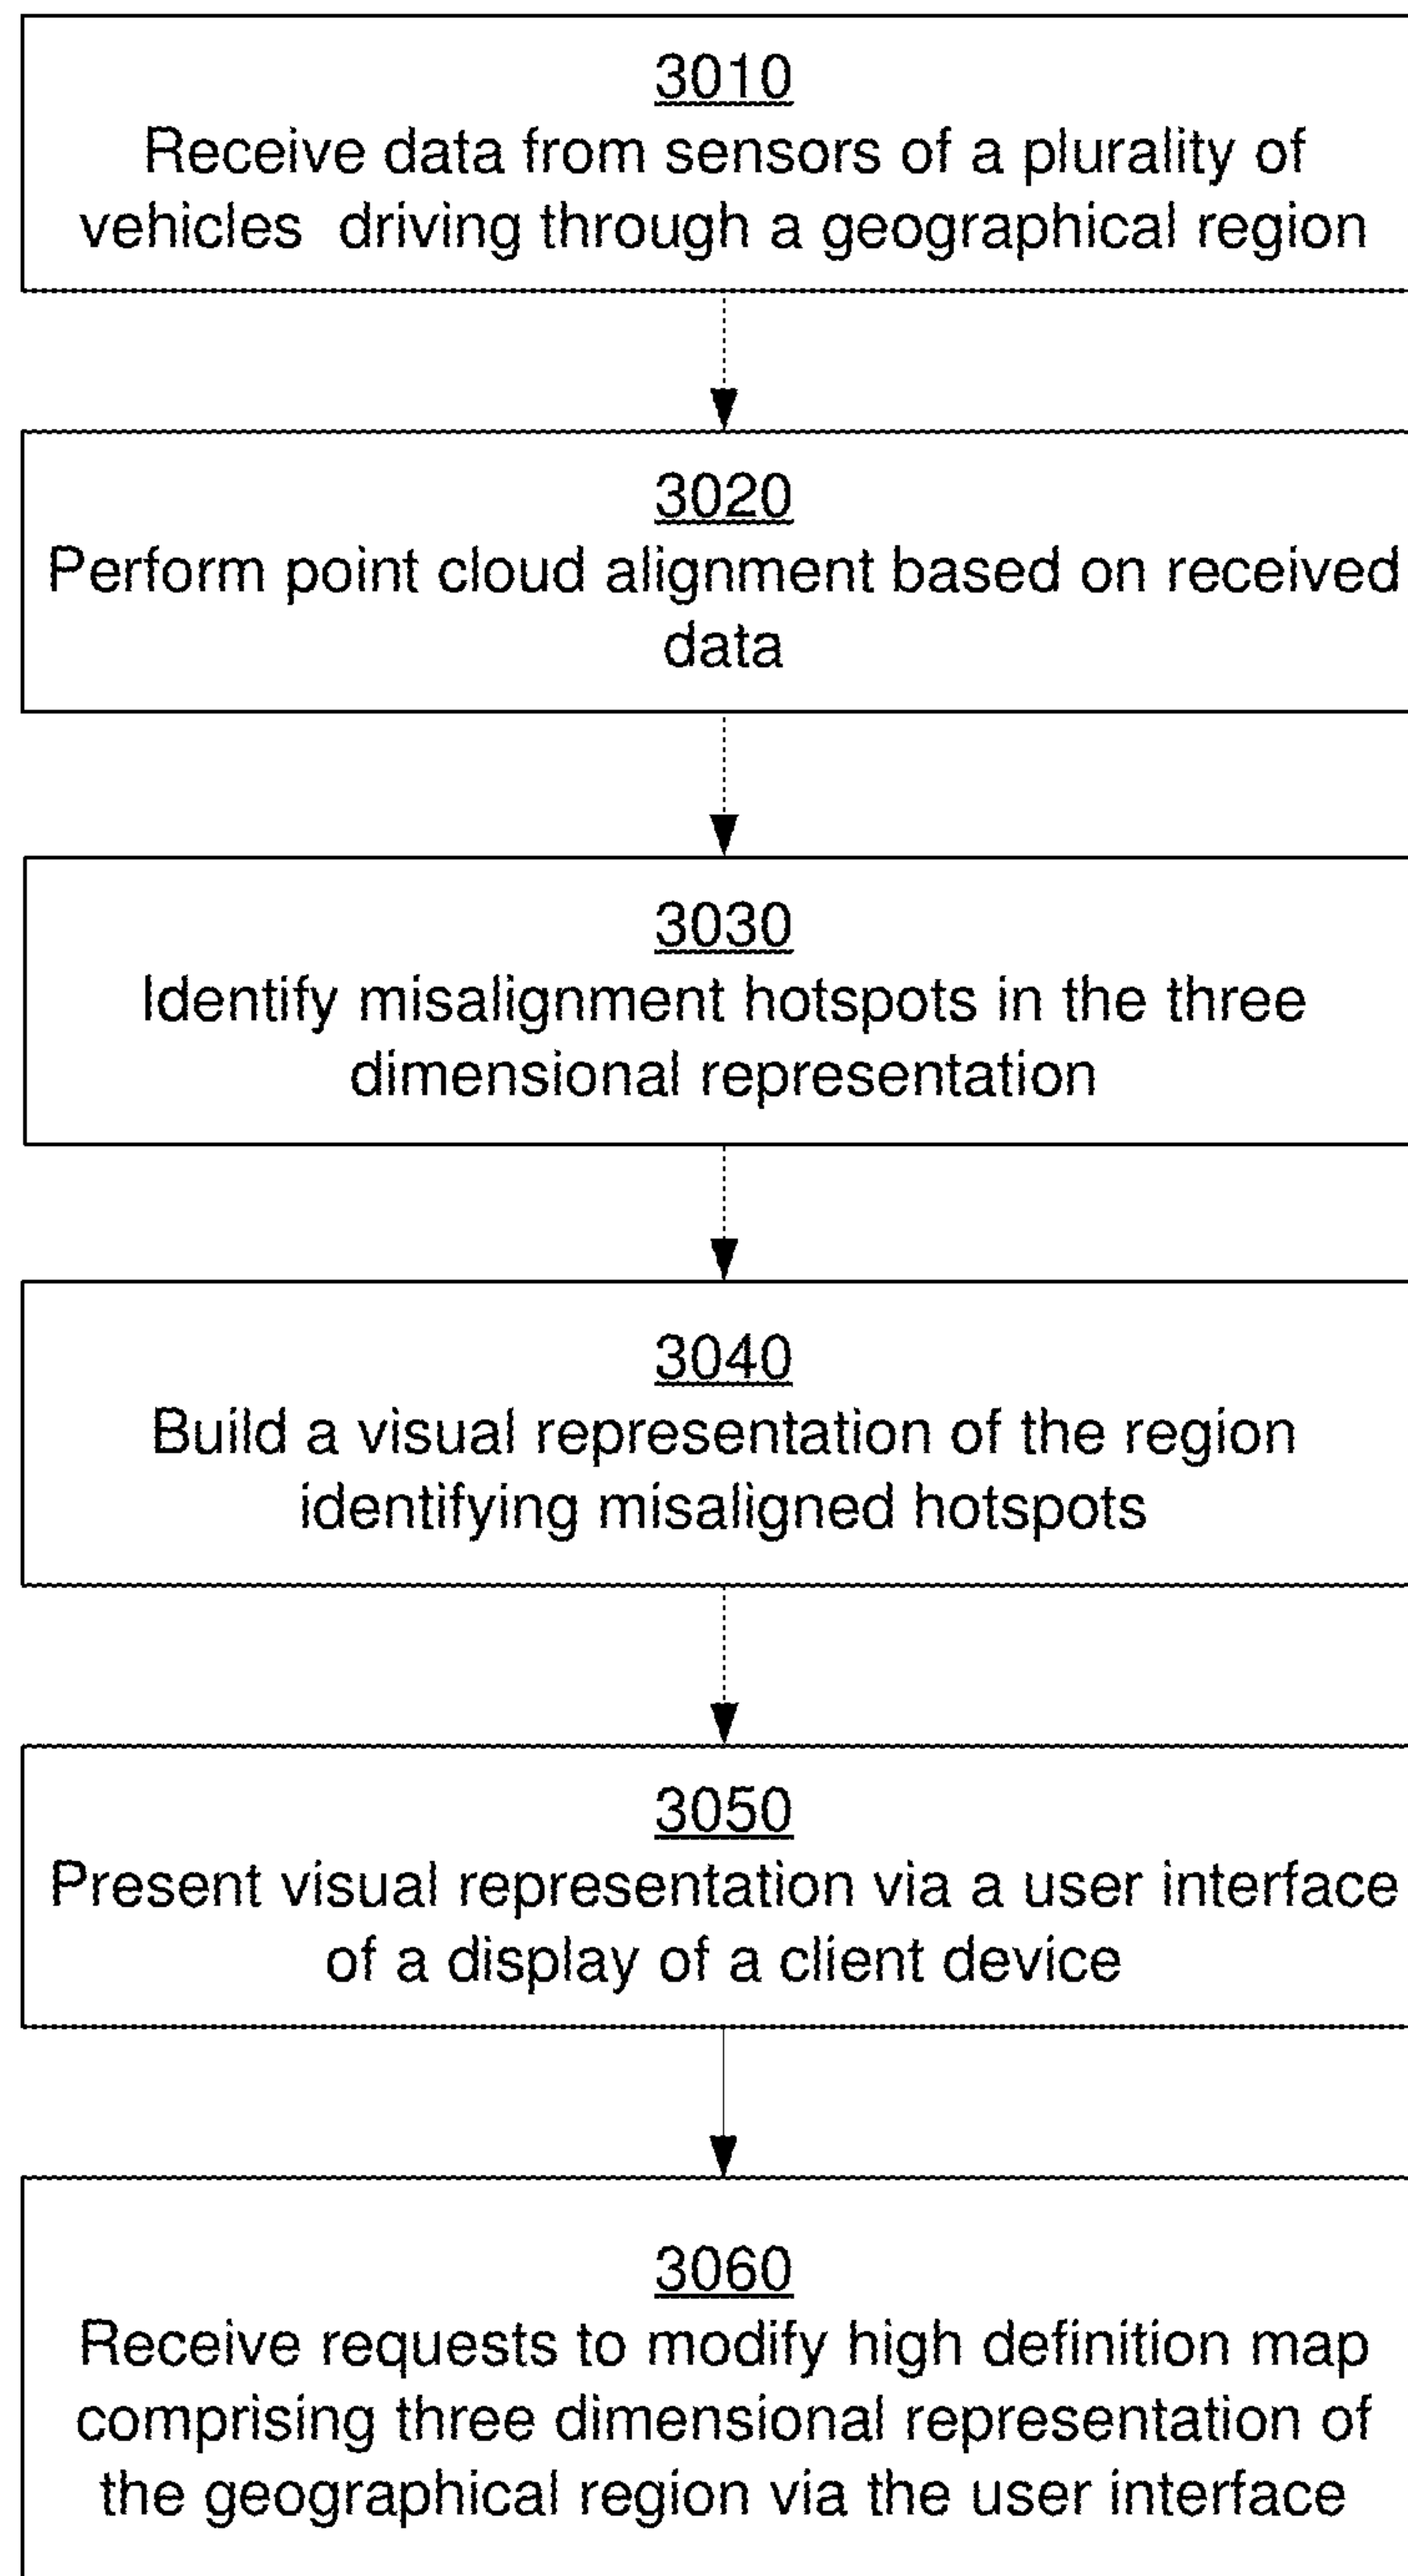 3010
Receive data from sensors of a plurality of
vehicles driving through a geographical region
3020
Perform point cloud alignment based on received
data
3030
Identify misalignment hotspots in the three
dimensional representation
3040
Build a visual representation of the region
identifying misaligned hotspots
3050
Present visual representation via a user interface
of a display of a client device
3060
Receive requests to modify high definition map
comprising three dimensional representation of
the geographical region via the user interface